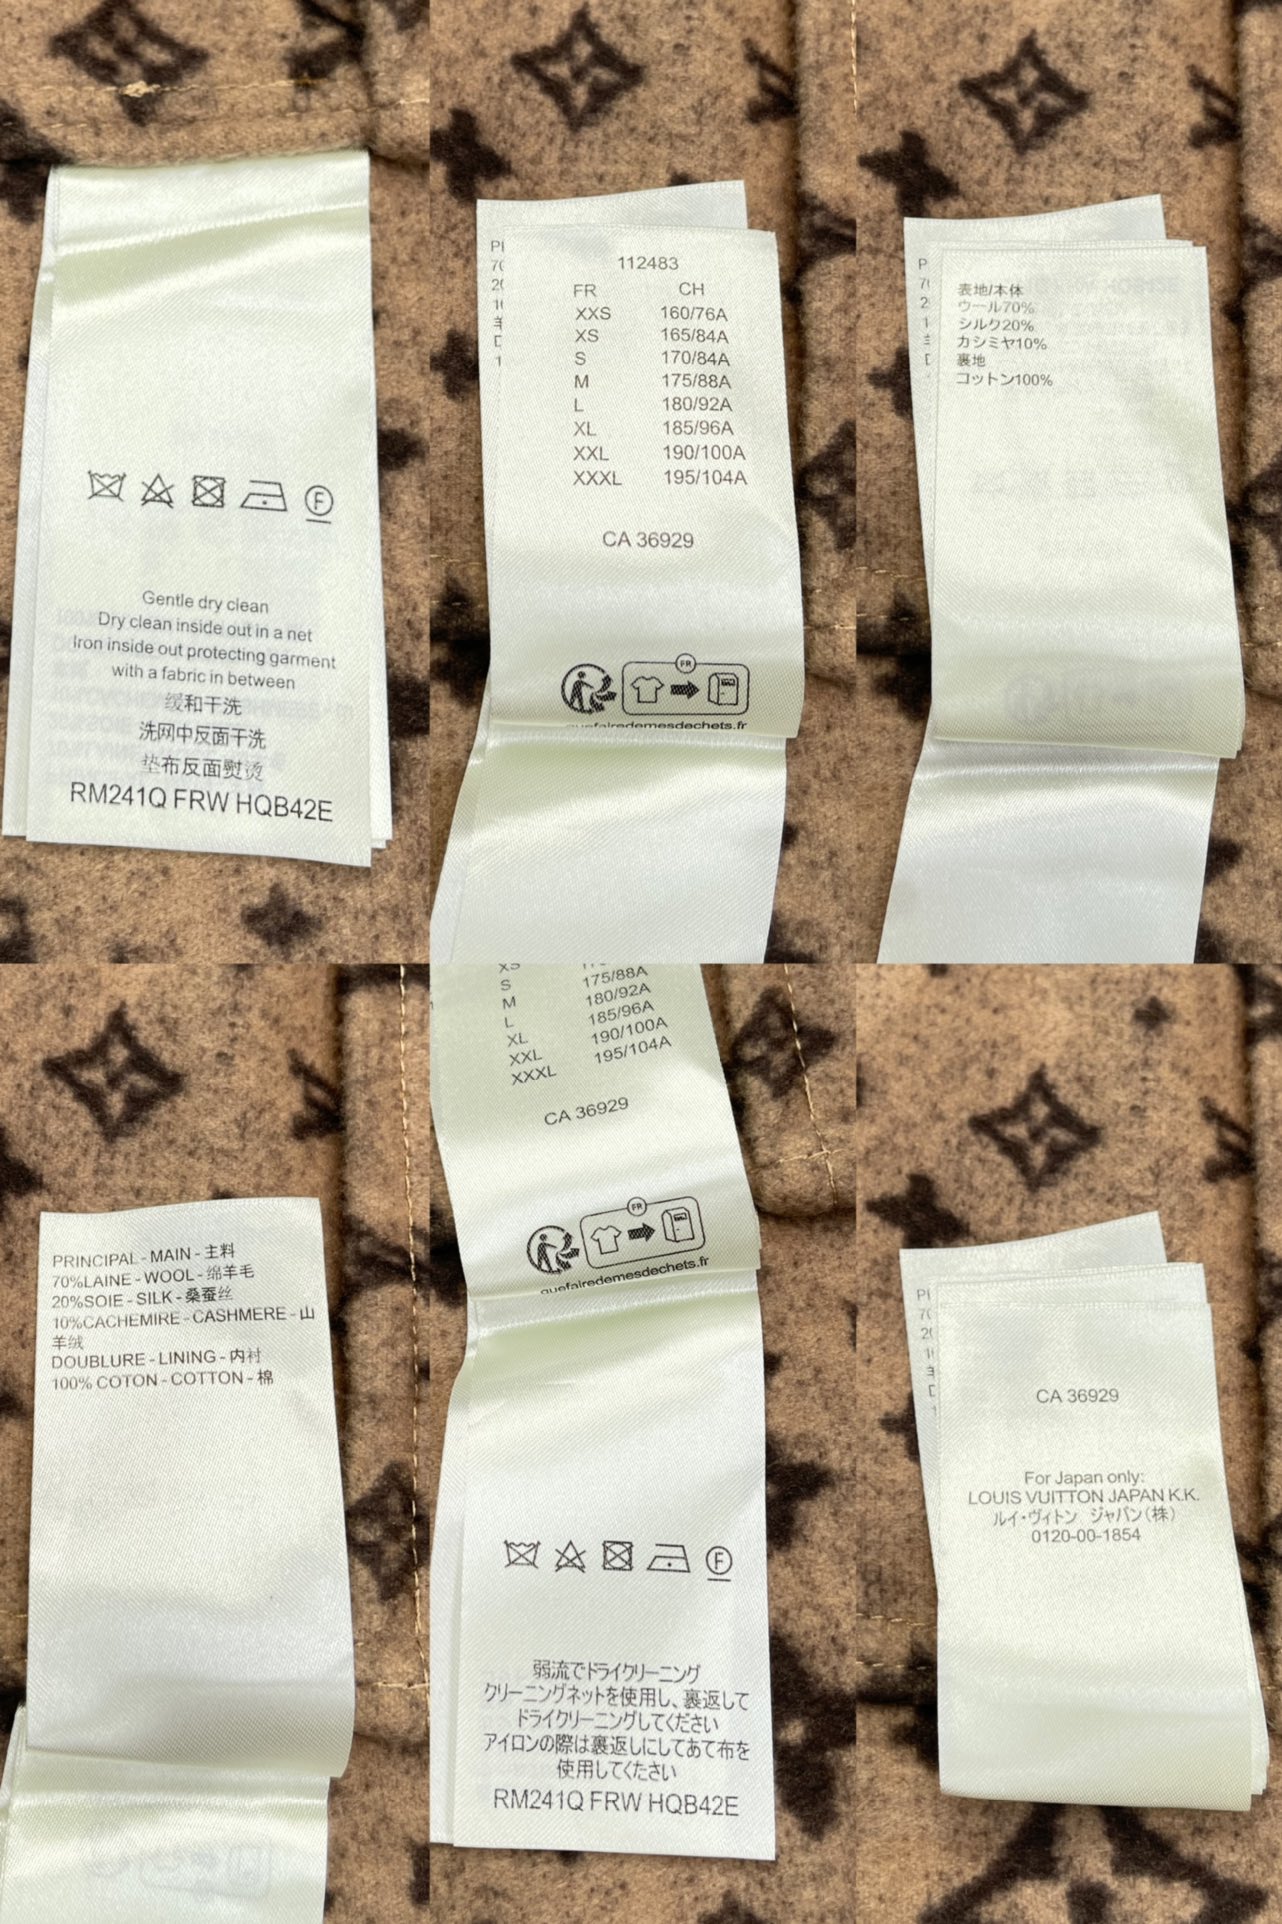 Gentle dry clean
Dry clean inside out in a net
Iron inside out protecting garment
with a fabric in between
缓和干洗
洗网中反面干洗
垫布反面熨烫
RM241Q FRW HQB42E
112483
FR CH
XXS 160/76A
XS 165/84A
S 170/84A
M 175/88A
L 180/92A
XL 185/96A
XXL 190/100A
XXXL 195/104A
CA 36929
FR
quefairedemesdechets.fr
表地/本体
ウール70%
シルク20%
カシミヤ10%
裏地
コットン100%
PRINCIPAL - MAIN - 主料
70%LAINE - WOOL - 绵羊毛
20%SOIE - SILK - 桑蚕丝
10%CACHEMIRE - CASHMERE - 山
羊绒
DOUBLURE - LINING - 内衬
100% COTON - COTTON - 棉
XS
S 175/88A
M 180/92A
L 185/96A
XL 190/100A
XXL 195/104A
XXXL
CA 36929
FR
quefairedemesdechets.fr
F
弱流でドライクリーニング
クリーニングネットを使用し、裏返して
ドライクリーニングしてください
アイロンの際は裏返しにしてあて布を
使用してください
RM241Q FRW HQB42E
CA 36929
For Japan only:
LOUIS VUITTON JAPAN K.K.
ルイ・ヴィトン ジャパン(株)
0120-00-1854